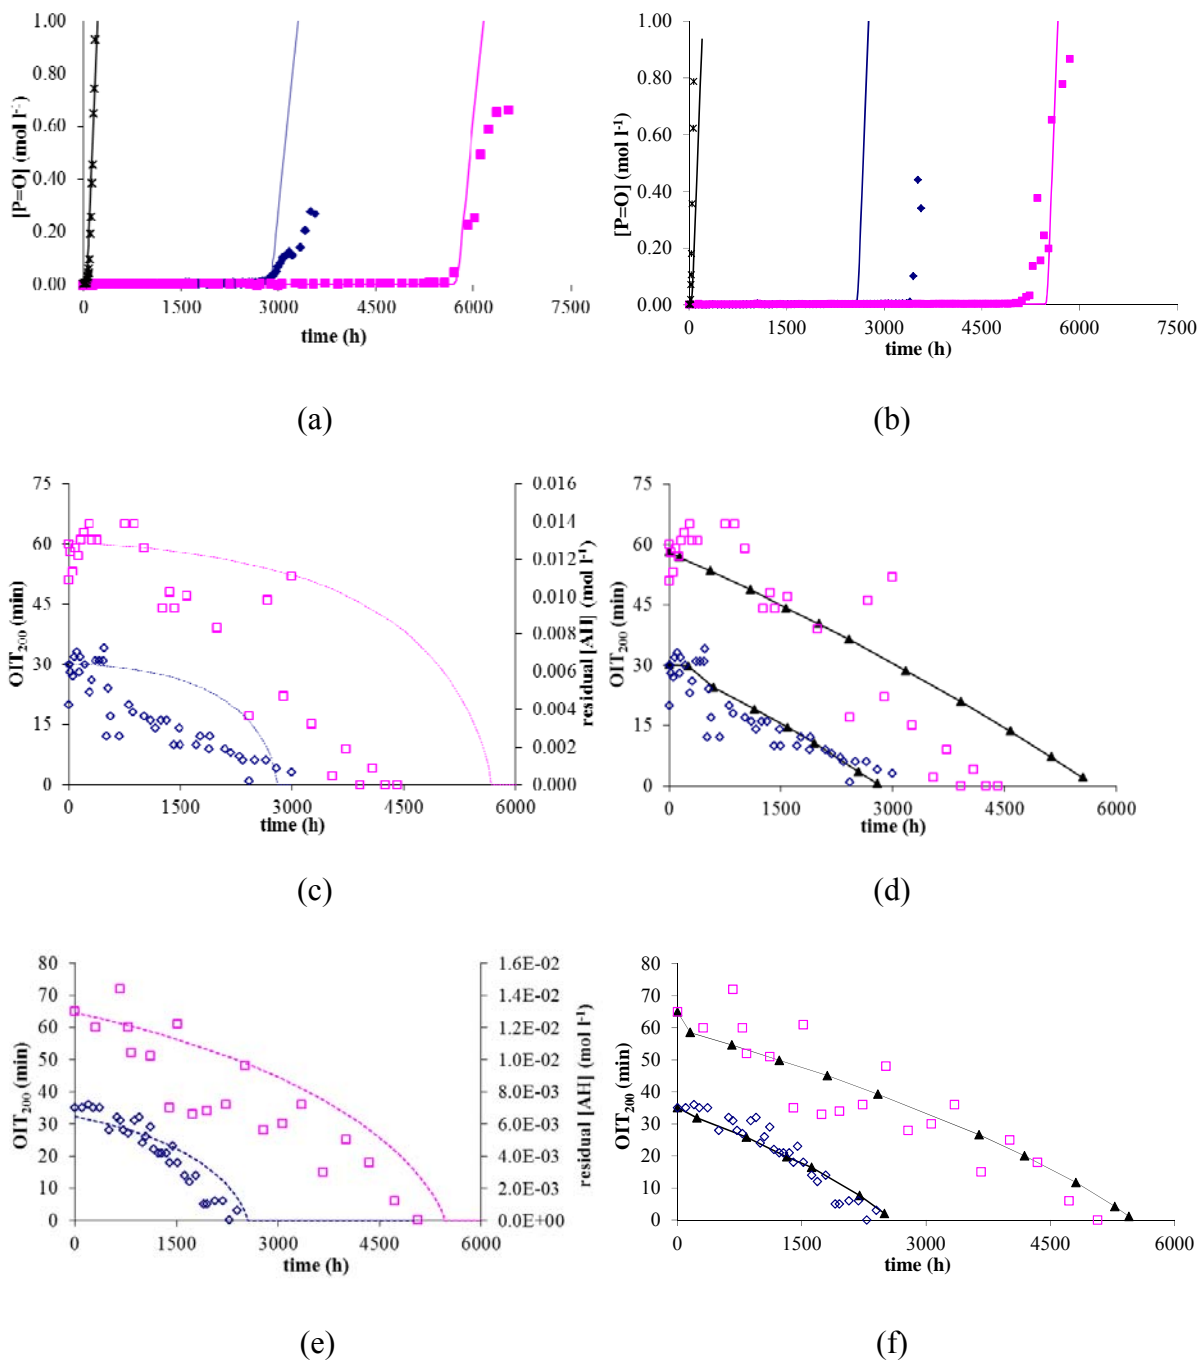 1.00
0.80
0.60
0.40
0.20
0.00
[P=O] (mol l⁻¹)
0 1500 3000 4500 6000 7500
time (h)
(a)
1.00
0.80
0.60
0.40
0.20
0.00
[P=O] (mol l⁻¹)
0 1500 3000 4500 6000 7500
time (h)
(b)
75
60
45
30
15
0
OIT₂₀₀ (min)
0.016
0.014
0.012
0.010
0.008
0.006
0.004
0.002
0.000
residual [AH] (mol l⁻¹)
0 1500 3000 4500 6000
time (h)
(c)
75
60
45
30
15
0
OIT₂₀₀ (min)
0 1500 3000 4500 6000
time (h)
(d)
80
70
60
50
40
30
20
10
0
OIT₂₀₀ (min)
1.6E-02
1.4E-02
1.2E-02
1.0E-02
8.0E-03
6.0E-03
4.0E-03
2.0E-03
0.0E+00
residual [AH] (mol l⁻¹)
0 1500 3000 4500 6000
time (h)
(e)
80
70
60
50
40
30
20
10
0
OIT₂₀₀ (min)
0 1500 3000 4500 6000
time (h)
(f)